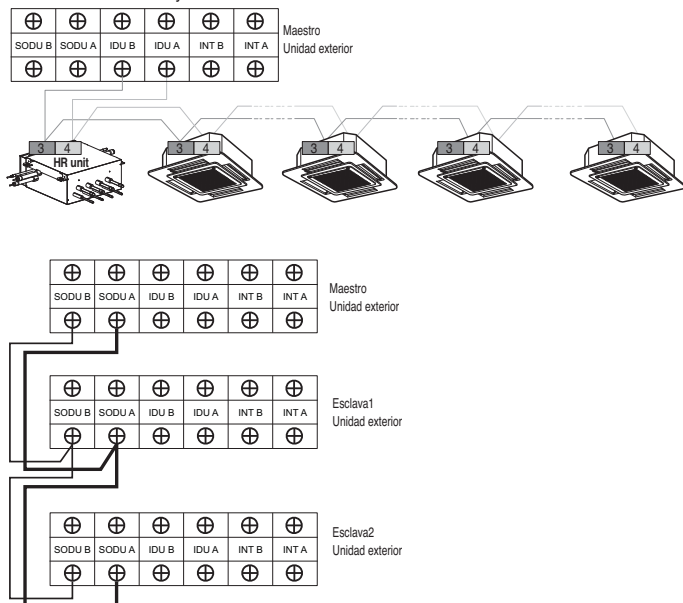 SODU B SODU A IDU B IDU A INT B INT A
Maestro
Unidad exterior
3 4
HR unit
3 4
3 4
3 4
3 4
SODU B SODU A IDU B IDU A INT B INT A
Maestro
Unidad exterior
SODU B SODU A IDU B IDU A INT B INT A
Esclava1
Unidad exterior
SODU B SODU A IDU B IDU A INT B INT A
Esclava2
Unidad exterior